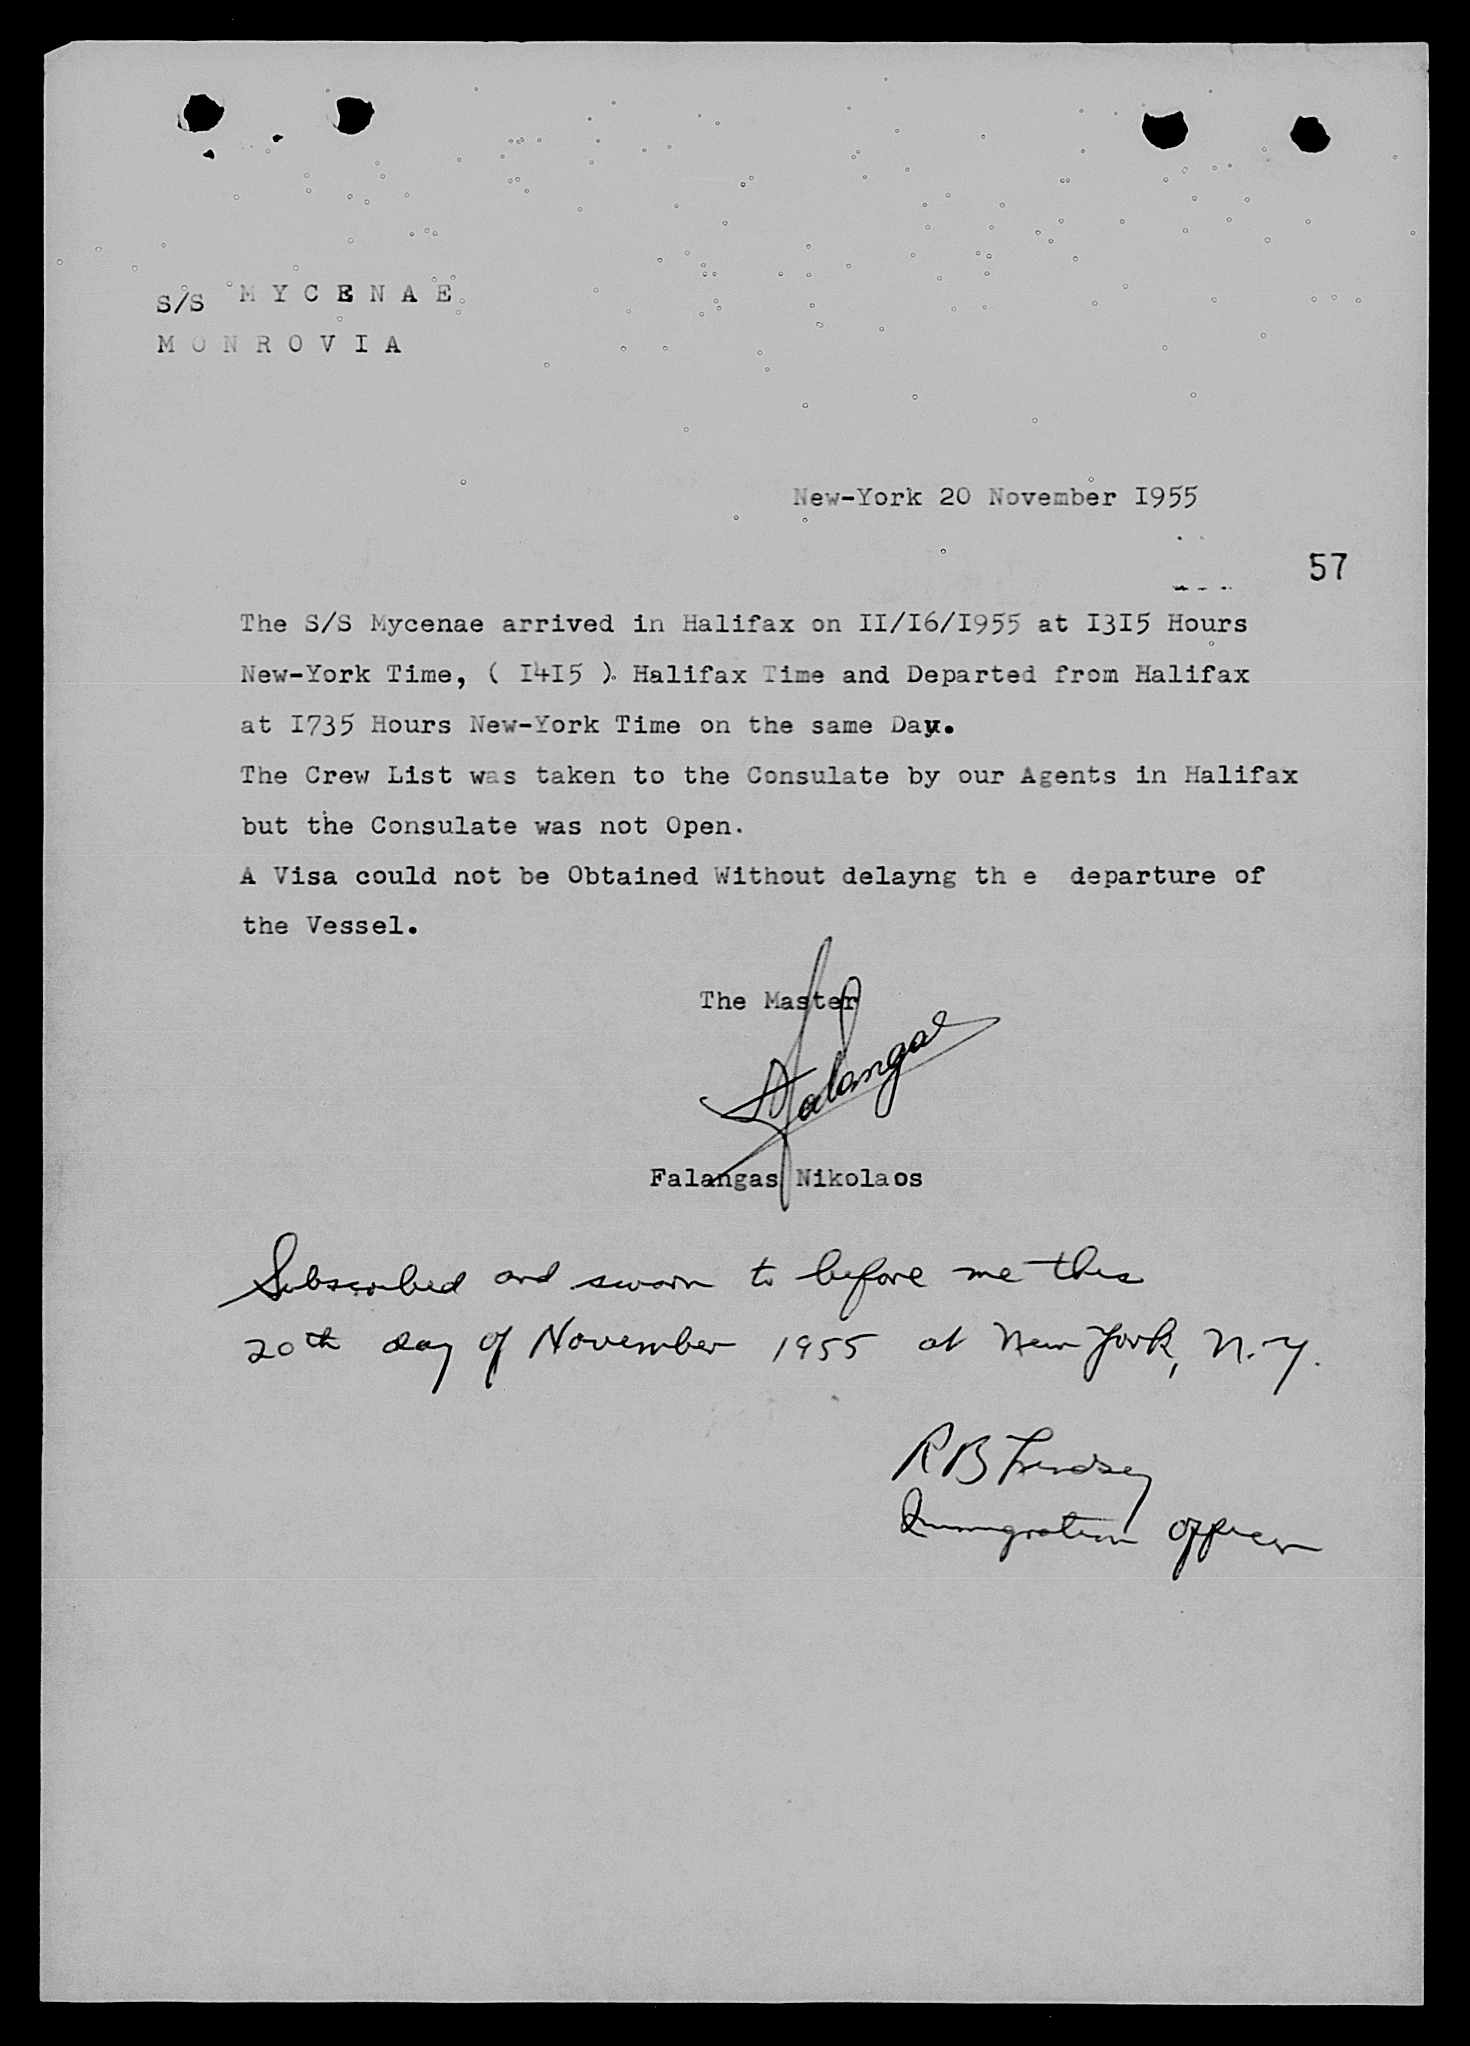 S/S MYCENAE
MONROVIA
New-York 20 November I955
57
The S/S Mycenae arrived in Halifax on II/I6/I955 at I3I5 Hours
New-York Time, ( I4I5 ). Halifax Time and Departed from Halifax
at I735 Hours New-York Time on the same Day.
The Crew List was taken to the Consulate by our Agents in Halifax
but the Consulate was not Open.
A Visa could not be Obtained Without delayng th e departure of
the Vessel.
The Master
Falangas
Falangas Nikolaos
Subscribed and sworn to before me this
20th day of November 1955 at New York, N.Y.
R B Lindsey
Immigration Officer